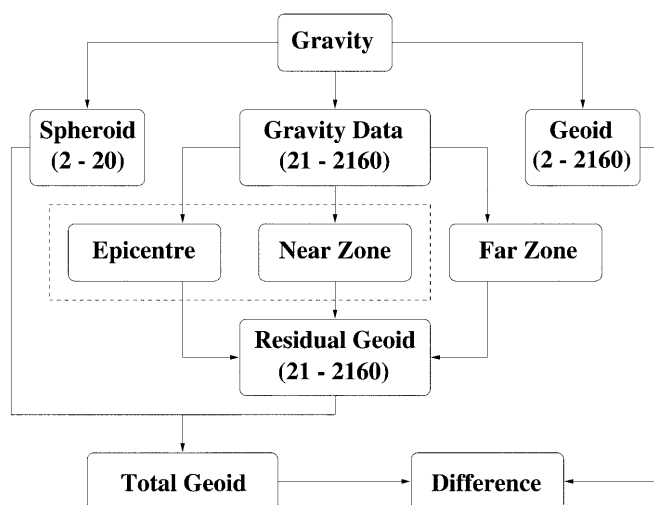 Gravity
Spheroid
(2 - 20)
Gravity Data
(21 - 2160)
Geoid
(2 - 2160)
Epicentre
Near Zone
Far Zone
Residual Geoid
(21 - 2160)
Total Geoid
Difference